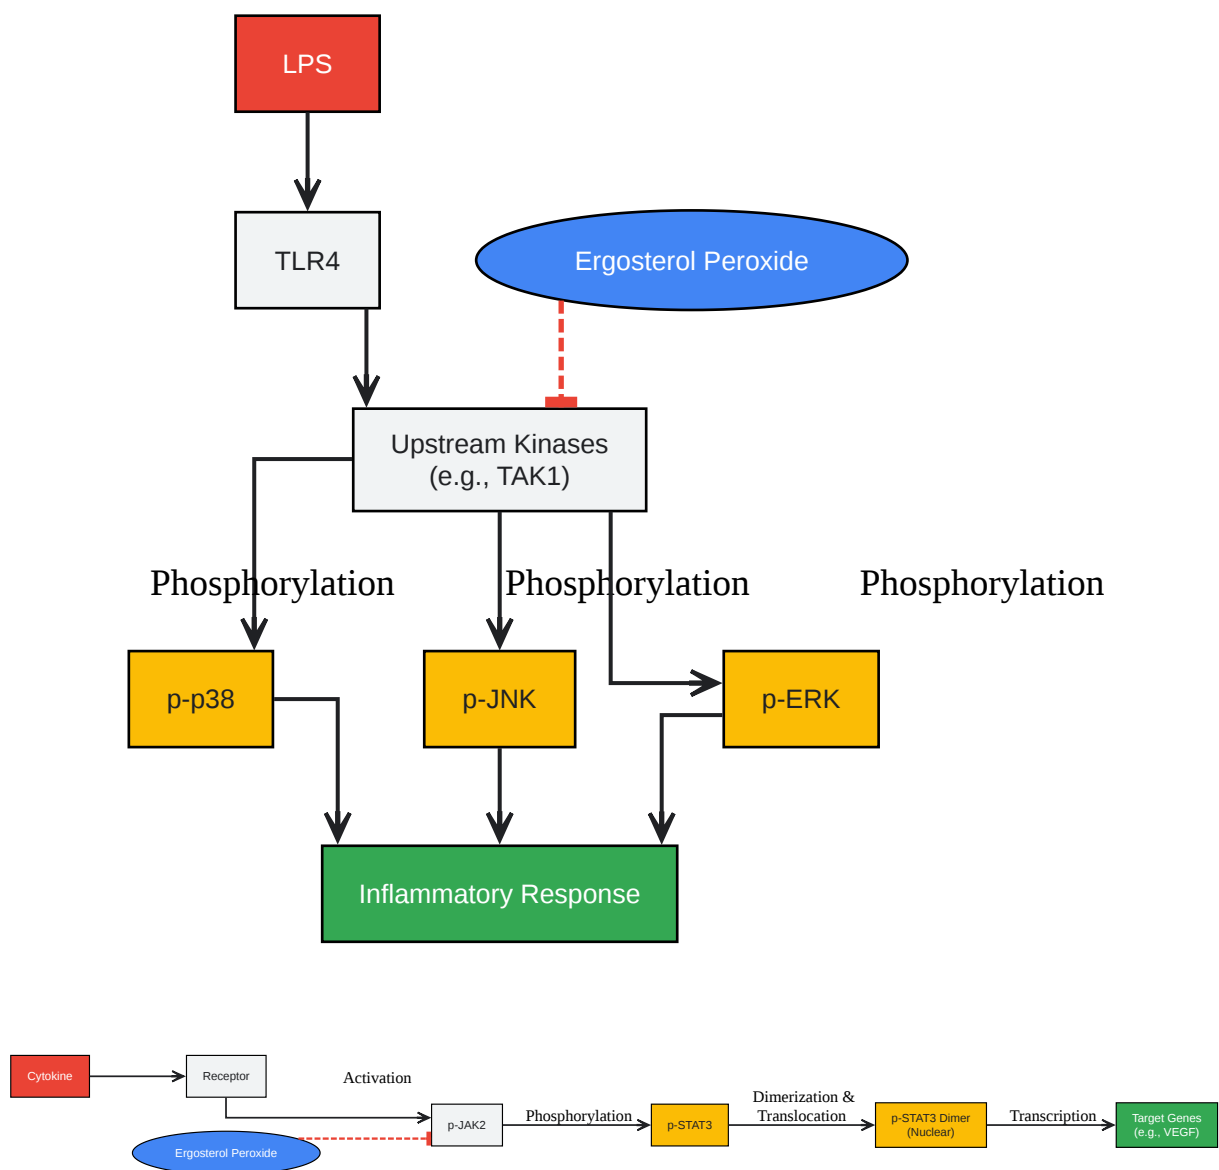 LPS
TLR4
Ergosterol Peroxide
Upstream Kinases
(e.g., TAK1)
Phosphorylation
Phosphorylation
Phosphorylation
p-p38
p-JNK
p-ERK
Inflammatory Response
Cytokine
Receptor
Activation
Ergosterol Peroxide
p-JAK2
Phosphorylation
p-STAT3
Dimerization &
Translocation
p-STAT3 Dimer
(Nuclear)
Transcription
Target Genes
(e.g., VEGF)